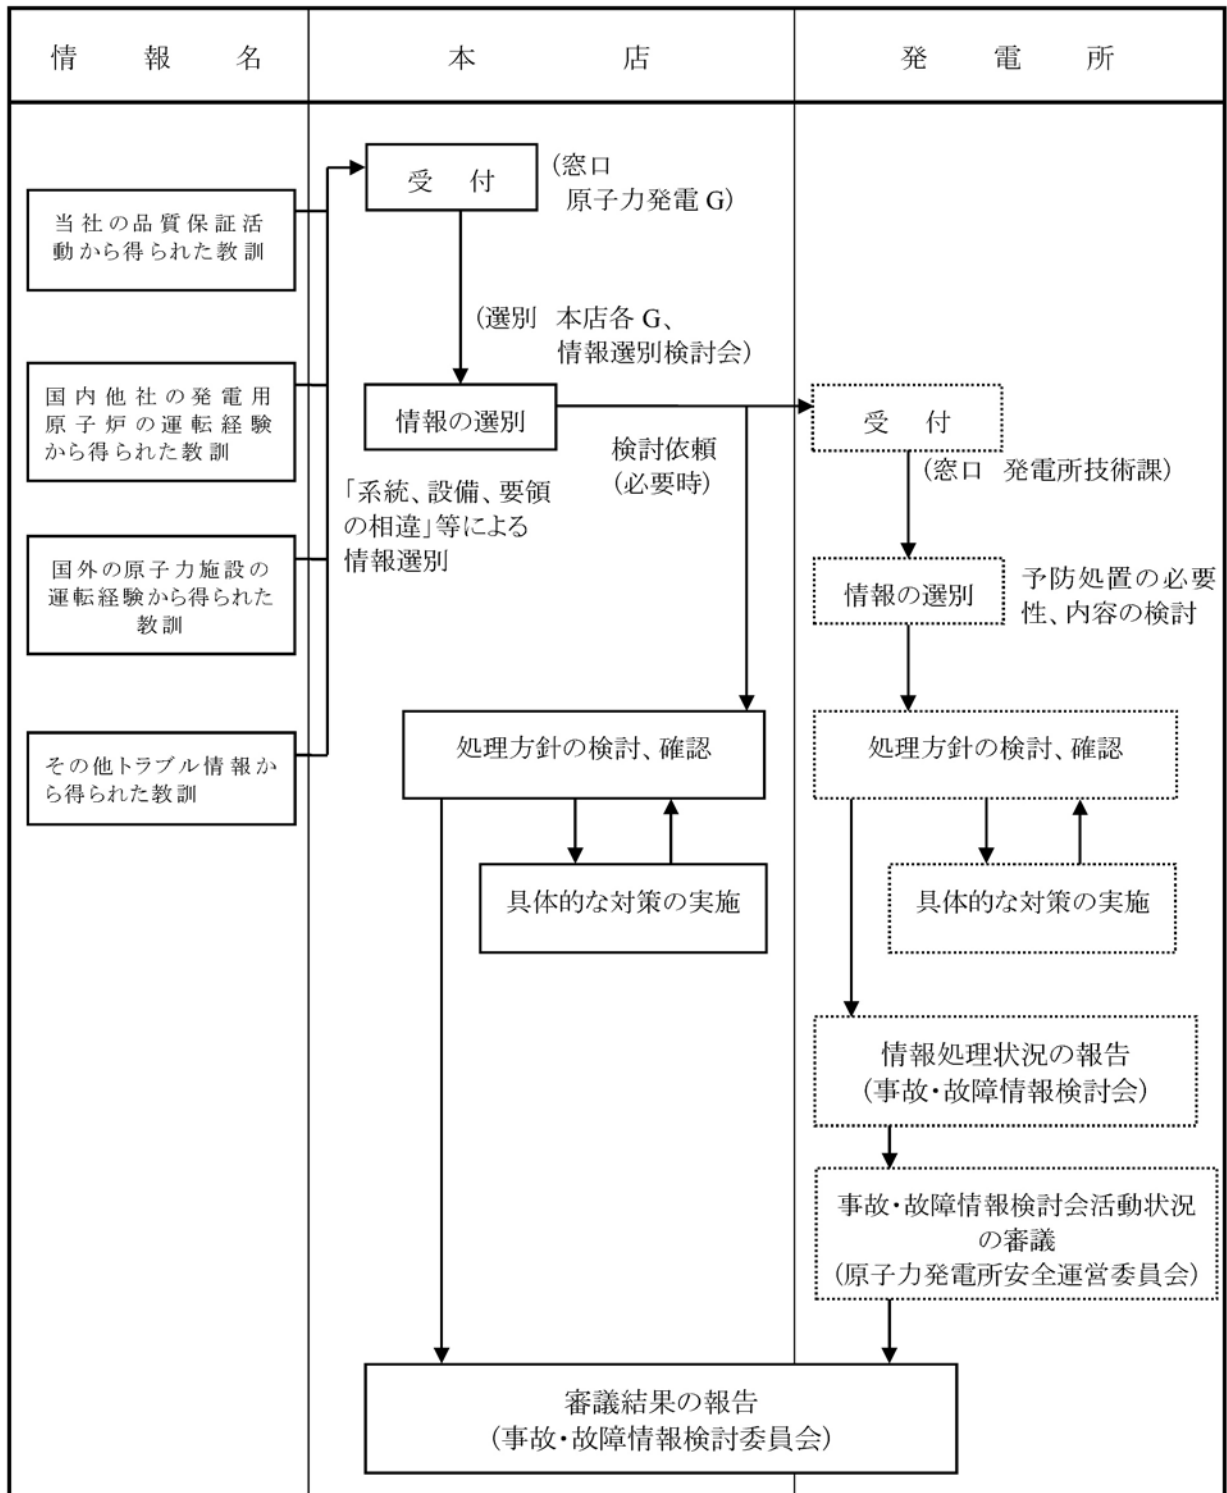 情報名
本店
発電所
当社の品質保証活
動から得られた教訓
国内他社の発電用
原子炉の運転経験
から得られた教訓
国外の原子力施設の
運転経験から得られた
教訓
その他トラブル情報か
ら得られた教訓
受付
(窓口
原子力発電 G)
(選別 本店各 G、
情報選別検討会)
情報の選別
検討依頼
(必要時)
「系統、設備、要領
の相違」等による
情報選別
処理方針の検討、確認
具体的な対策の実施
受付
(窓口 発電所技術課)
情報の選別
予防処置の必要
性、内容の検討
処理方針の検討、確認
具体的な対策の実施
情報処理状況の報告
(事故・故障情報検討会)
事故・故障情報検討会活動状況
の審議
(原子力発電所安全運営委員会)
審議結果の報告
(事故・故障情報検討委員会)